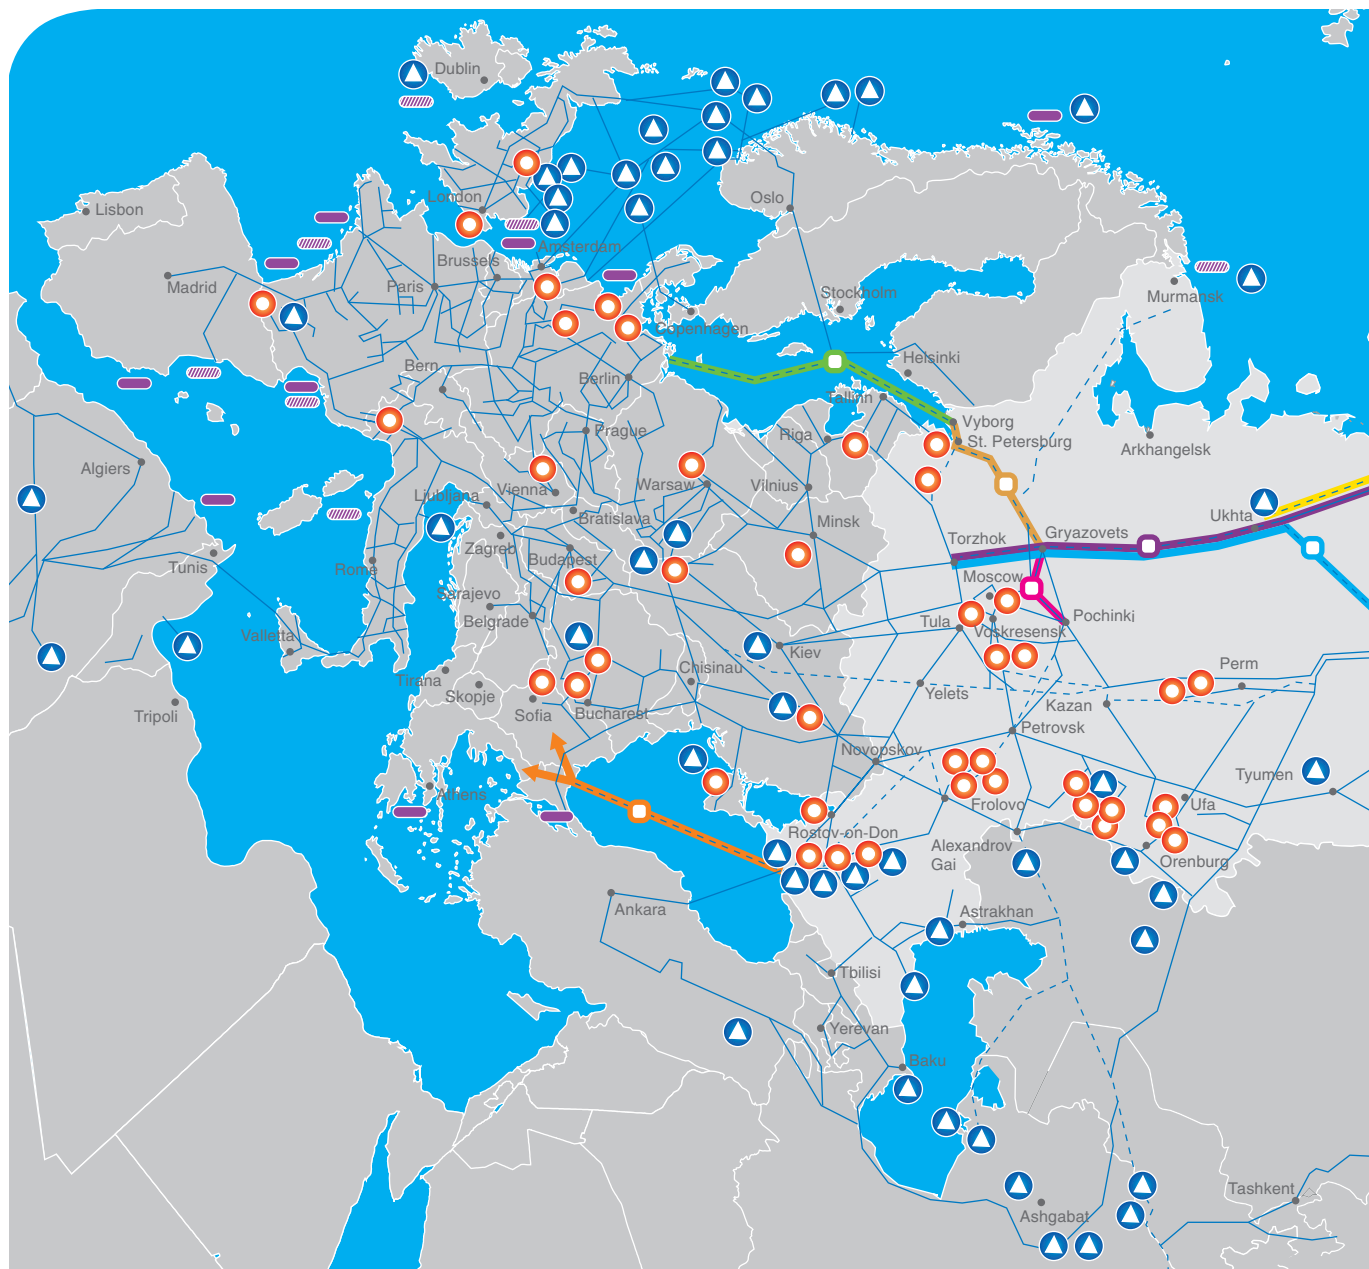 Dublin
Lisbon
London
Oslo
Amsterdam
Brussels
Madrid
Paris
Stockholm
Murmansk
Copenhagen
Bern
Helsinki
Berlin
Tallinn
Vyborg
Prague
Riga
St. Petersburg
Arkhangelsk
Algiers
Warsaw
Vilnius
Vienna
Ljubljana
Bratislava
Minsk
Ukhta
Zagreb
Torzhok
Gryazovets
Budapest
Tunis
Rome
Moscow
Sarajevo
Belgrade
Pochinki
Tula
Voskresensk
Valletta
Kiev
Chisinau
Perm
Tirana
Skopje
Yelets
Kazan
Tripoli
Sofia
Bucharest
Petrovsk
Novopskov
Tyumen
Athens
Frolovo
Ufa
Rostov-on-Don
Alexandrov
Gai
Orenburg
Ankara
Astrakhan
Tbilisi
Yerevan
Baku
Tashkent
Ashgabat